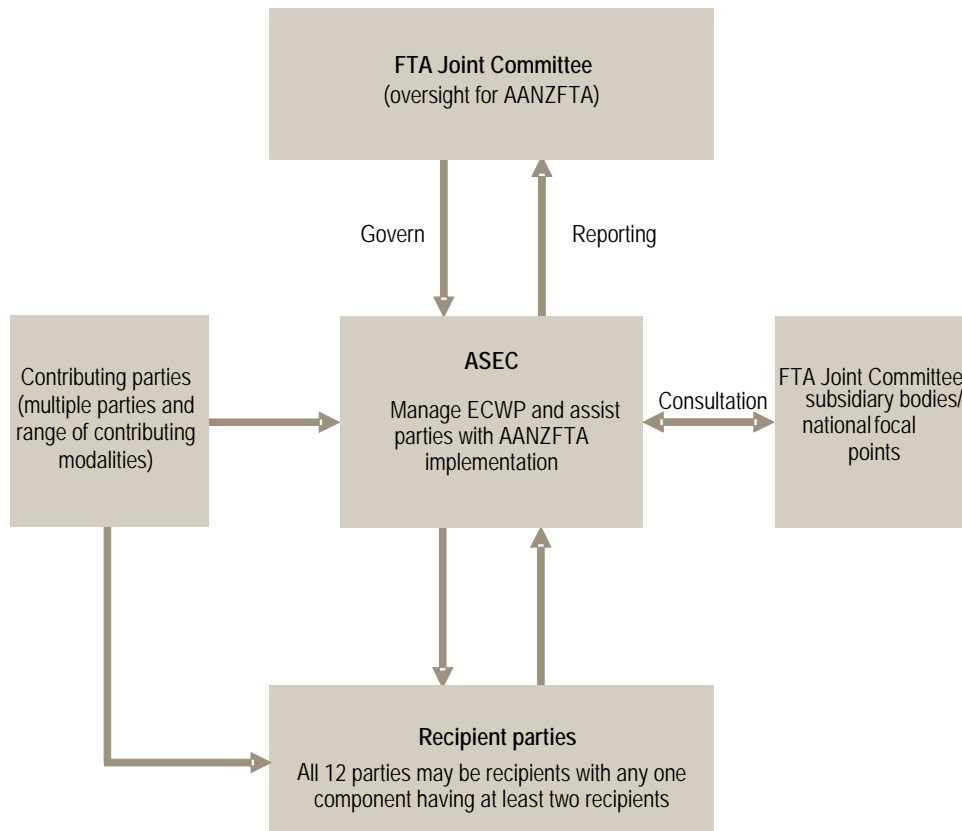 FTA Joint Committee
(oversight for AANZFTA)
Govern
Reporting
Contributing parties
(multiple parties and
range of contributing
modalities)
ASEC
Manage ECWP and assist
parties with AANZFTA
implementation
Consultation
FTA Joint Committee
subsidiary bodies/
national focal
points
Recipient parties
All 12 parties may be recipients with any one
component having at least two recipients